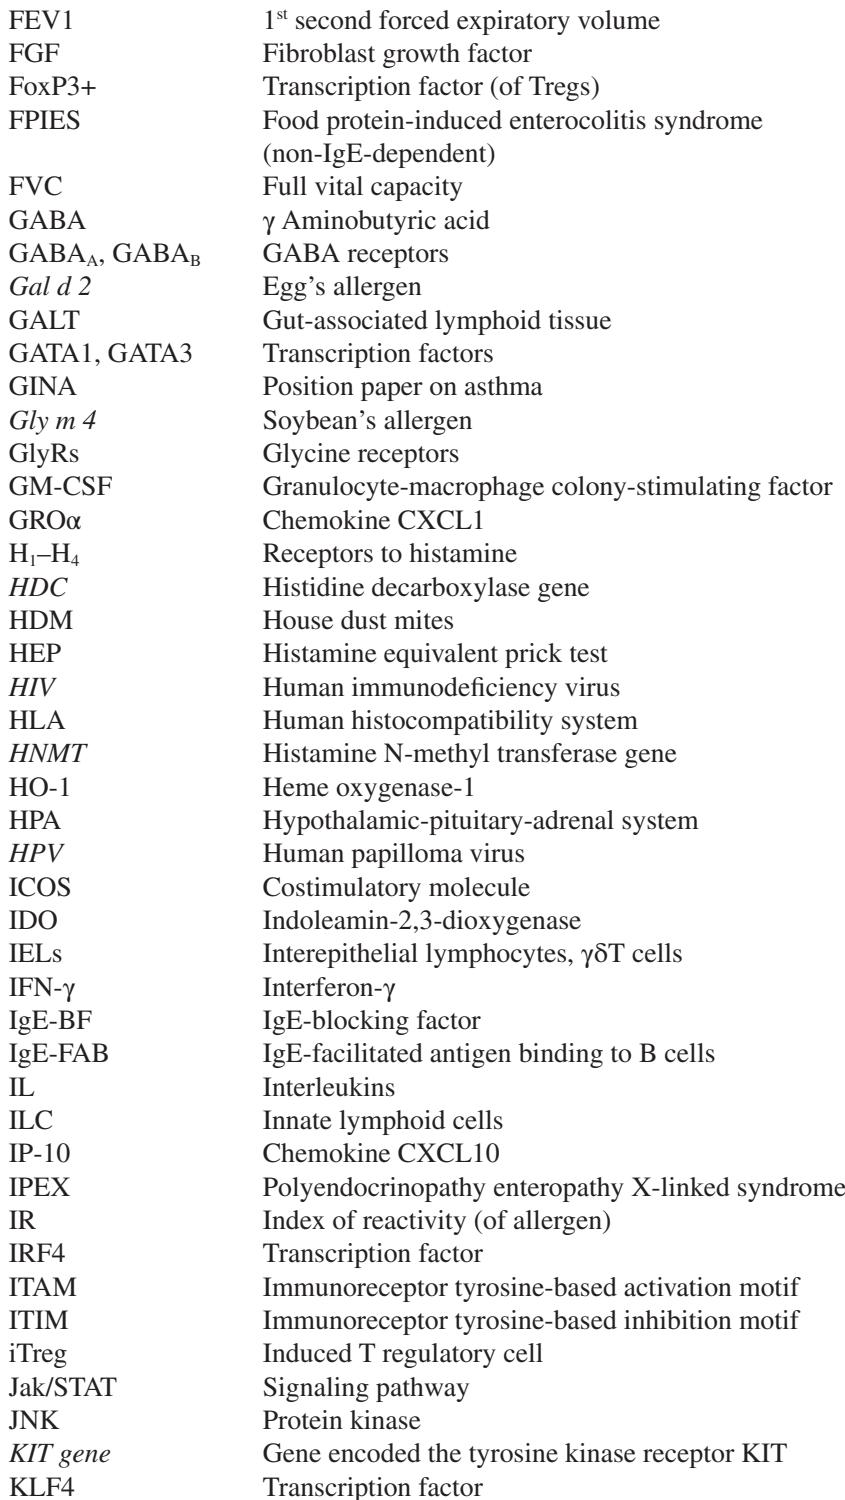 FEV1 1st second forced expiratory volume
FGF Fibroblast growth factor
FoxP3+ Transcription factor (of Tregs)
FPIES Food protein-induced enterocolitis syndrome
(non-IgE-dependent)
FVC Full vital capacity
GABA γ Aminobutyric acid
GABAA, GABAB GABA receptors
Gal d 2 Egg’s allergen
GALT Gut-associated lymphoid tissue
GATA1, GATA3 Transcription factors
GINA Position paper on asthma
Gly m 4 Soybean’s allergen
GlyRs Glycine receptors
GM-CSF Granulocyte-macrophage colony-stimulating factor
GROα Chemokine CXCL1
H1–H4 Receptors to histamine
HDC Histidine decarboxylase gene
HDM House dust mites
HEP Histamine equivalent prick test
HIV Human immunodeficiency virus
HLA Human histocompatibility system
HNMT Histamine N-methyl transferase gene
HO-1 Heme oxygenase-1
HPA Hypothalamic-pituitary-adrenal system
HPV Human papilloma virus
ICOS Costimulatory molecule
IDO Indoleamin-2,3-dioxygenase
IELs Interepithelial lymphocytes, γδT cells
IFN-γ Interferon-γ
IgE-BF IgE-blocking factor
IgE-FAB IgE-facilitated antigen binding to B cells
IL Interleukins
ILC Innate lymphoid cells
IP-10 Chemokine CXCL10
IPEX Polyendocrinopathy enteropathy X-linked syndrome
IR Index of reactivity (of allergen)
IRF4 Transcription factor
ITAM Immunoreceptor tyrosine-based activation motif
ITIM Immunoreceptor tyrosine-based inhibition motif
iTreg Induced T regulatory cell
Jak/STAT Signaling pathway
JNK Protein kinase
KIT gene Gene encoded the tyrosine kinase receptor KIT
KLF4 Transcription factor